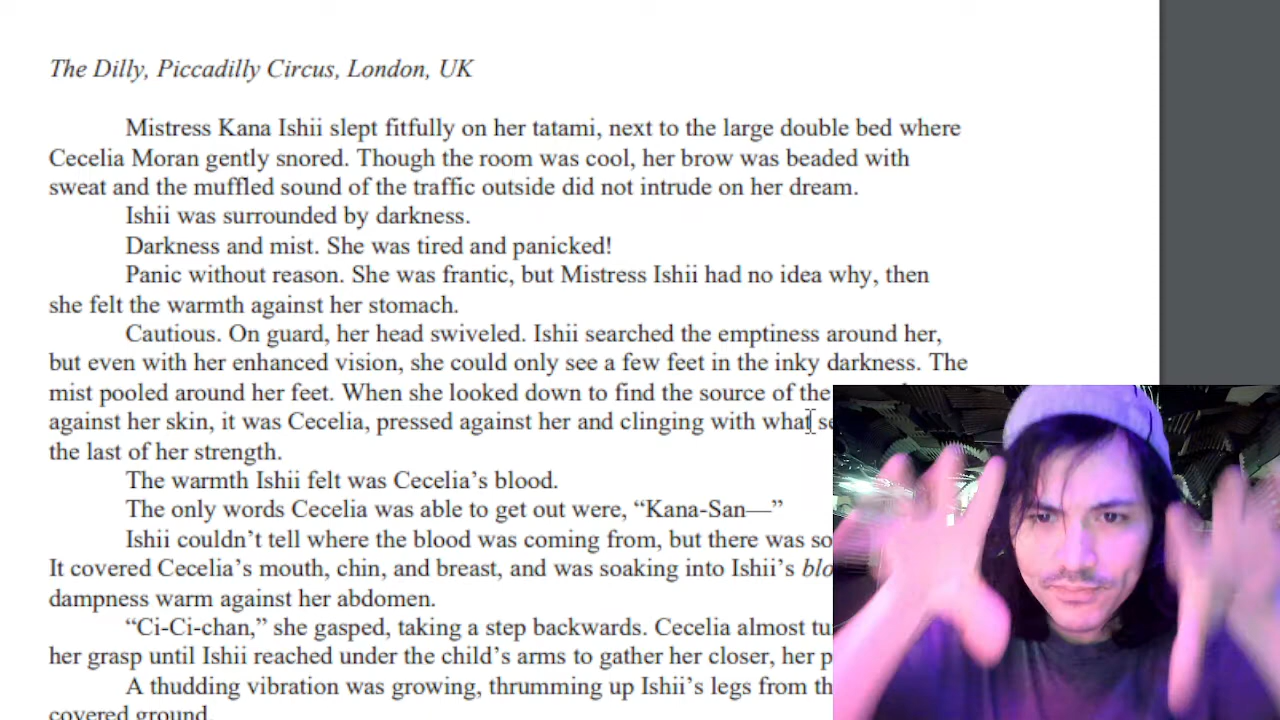 The Dilly, Piccadilly Circus, London, UK
Mistress Kana Ishii slept fitfully on her tatami, next to the large double bed where
Cecelia Moran gently snored. Though the room was cool, her brow was beaded with
sweat and the muffled sound of the traffic outside did not intrude on her dream.
Ishii was surrounded by darkness.
Darkness and mist. She was tired and panicked!
Panic without reason. She was frantic, but Mistress Ishii had no idea why, then
she felt the warmth against her stomach.
Cautious. On guard, her head swiveled. Ishii searched the emptiness around her,
but even with her enhanced vision, she could only see a few feet in the inky darkness. The
mist pooled around her feet. When she looked down to find the source of the
against her skin, it was Cecelia, pressed against her and clinging with what
the last of her strength.
The warmth Ishii felt was Cecelia’s blood.
The only words Cecelia was able to get out were, “Kana-San—”
Ishii couldn’t tell where the blood was coming from, but there was so
It covered Cecelia’s mouth, chin, and breast, and was soaking into Ishii’s
dampness warm against her abdomen.
“Ci-Ci-chan,” she gasped, taking a step backwards. Cecelia almost
her grasp until Ishii reached under the child’s arms to gather her closer, her
A thudding vibration was growing, thrumming up Ishii’s legs from
covered ground.